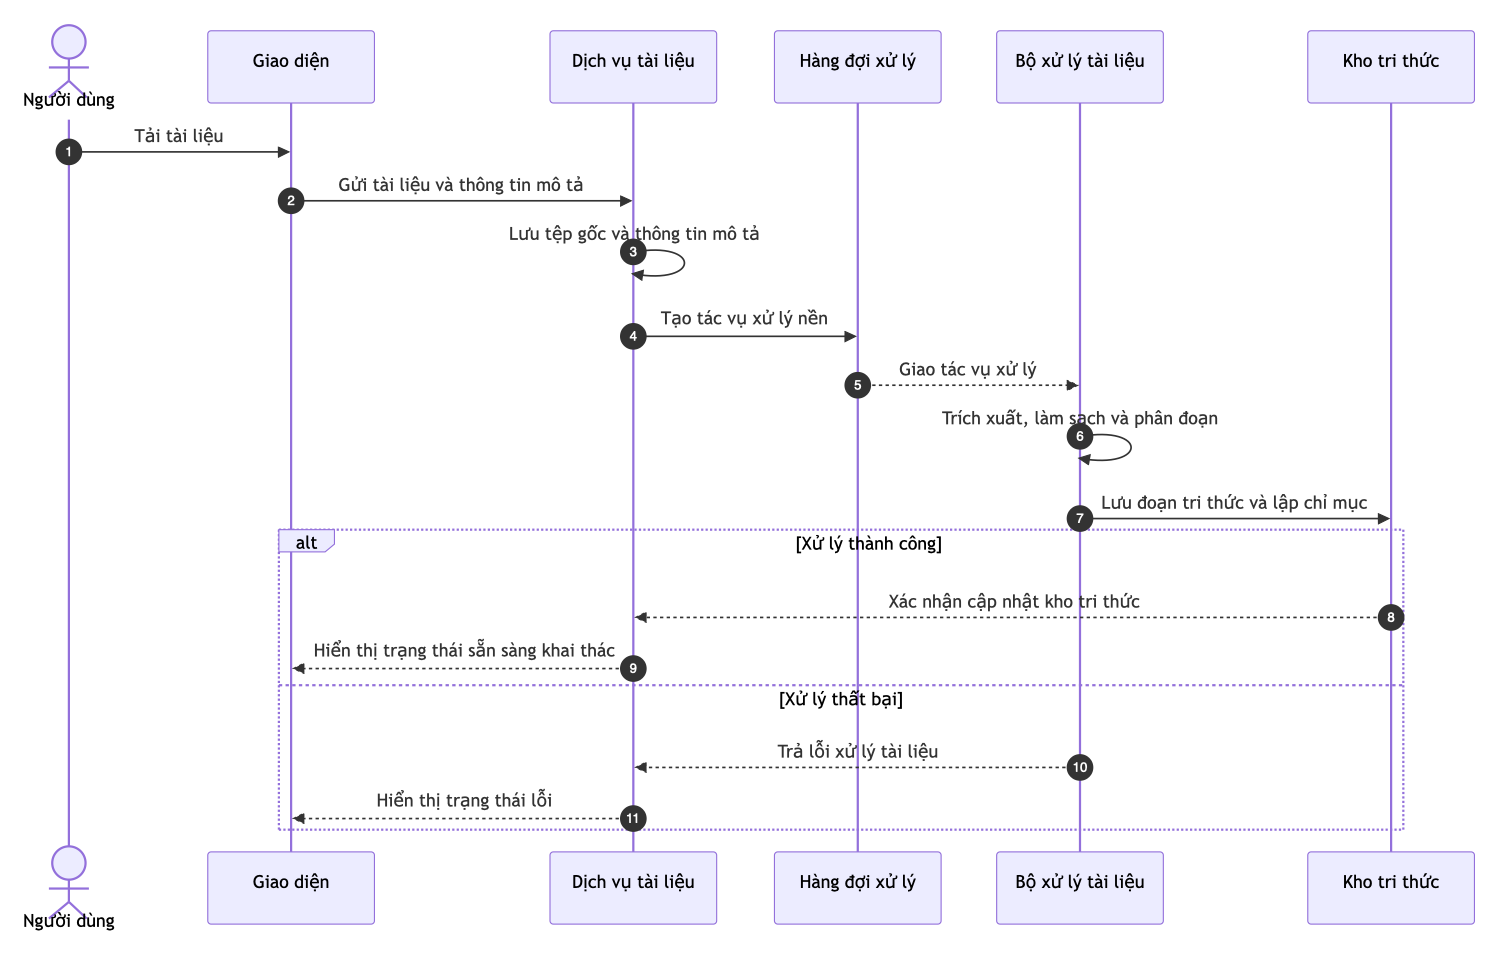 Người dùng
Giao diện
Dịch vụ tài liệu
Hàng đợi xử lý
Bộ xử lý tài liệu
Kho tri thức
Tải tài liệu
1
Gửi tài liệu và thông tin mô tả
2
Lưu tệp gốc và thông tin mô tả
3
Tạo tác vụ xử lý nền
4
Giao tác vụ xử lý
5
Trích xuất, làm sạch và phân đoạn
6
Lưu đoạn tri thức và lập chỉ mục
7
alt
[Xử lý thành công]
Xác nhận cập nhật kho tri thức
8
Hiển thị trạng thái sẵn sàng khai thác
9
[Xử lý thất bại]
Trả lỗi xử lý tài liệu
10
Hiển thị trạng thái lỗi
11
Người dùng
Giao diện
Dịch vụ tài liệu
Hàng đợi xử lý
Bộ xử lý tài liệu
Kho tri thức